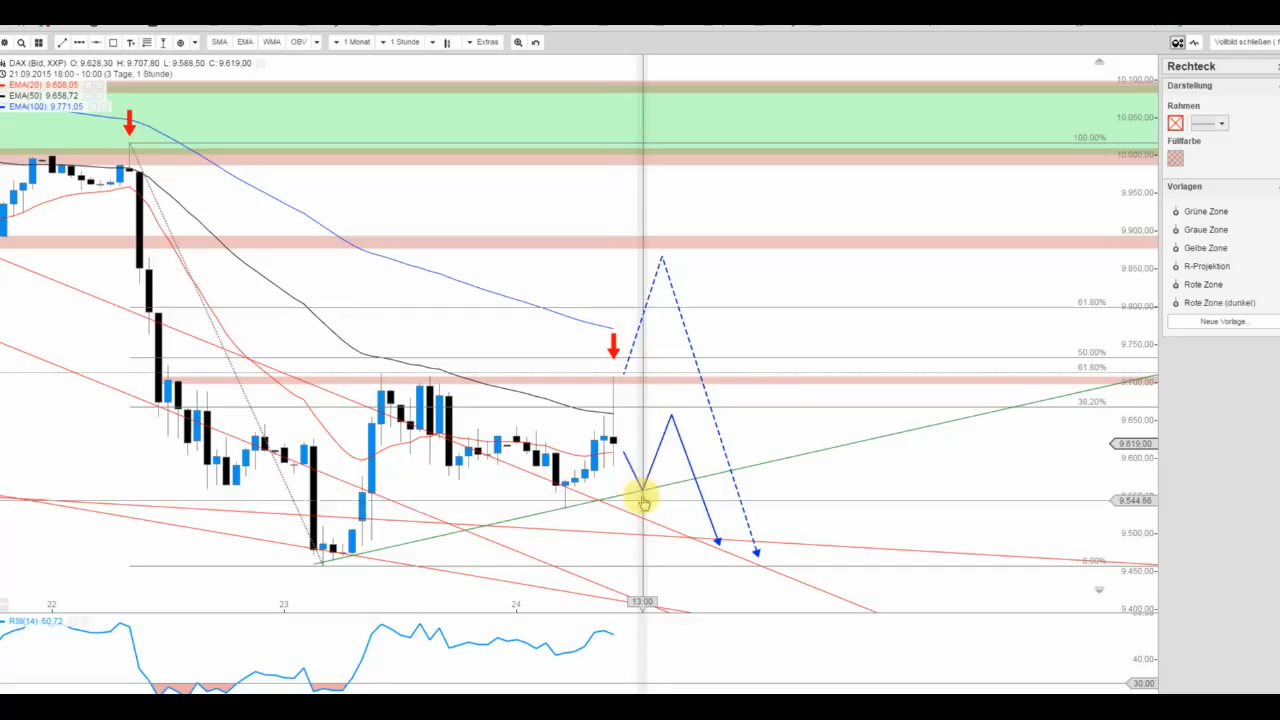 SMA EMA WMA OBV 1 Monat 1 Stunde Extras Vollbild schließen (
DAX (Bid, XXP) O: 9.628,30 H: 9.707,80 L: 9.588,50 C: 9.619,00
21.09.2015 18:00 - 10:00 (3 Tage, 1 Stunde)
EMA(20) 9.608,05
EMA(50) 9.658,72
EMA(100) 9.771,05
10.100,00
10.050,00
100.00%
10.000,00
9.950,00
9.900,00
9.850,00
61.80%
9.800,00
9.750,00
50.00%
61.80%
9.700,00
38.20%
9.650,00
9.619,00
9.600,00
9.544,66
9.500,00
0.00%
9.450,00
9.400,00
22 23 24 13:00
RSI(14) 50,72
40,00
30,00
Rechteck
Darstellung
Rahmen
Füllfarbe
Vorlagen
Grüne Zone
Graue Zone
Gelbe Zone
R-Projektion
Rote Zone
Rote Zone (dunkel)
Neue Vorlage...